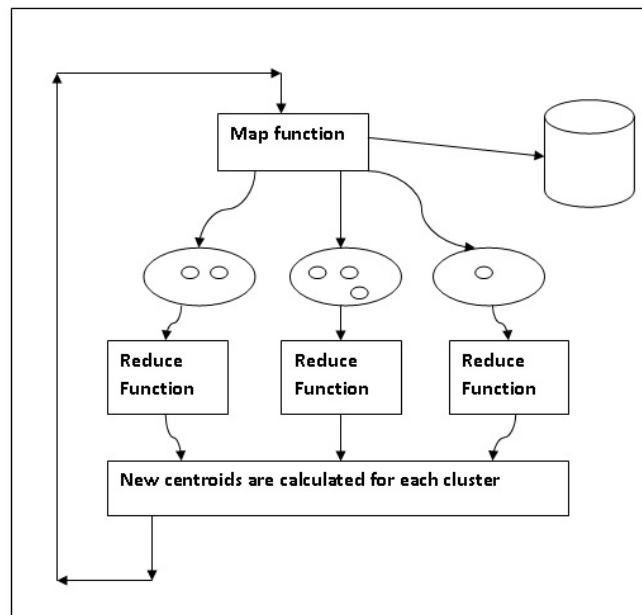 Map function
Reduce
Function
Reduce
Function
Reduce
Function
New centroids are calculated for each cluster